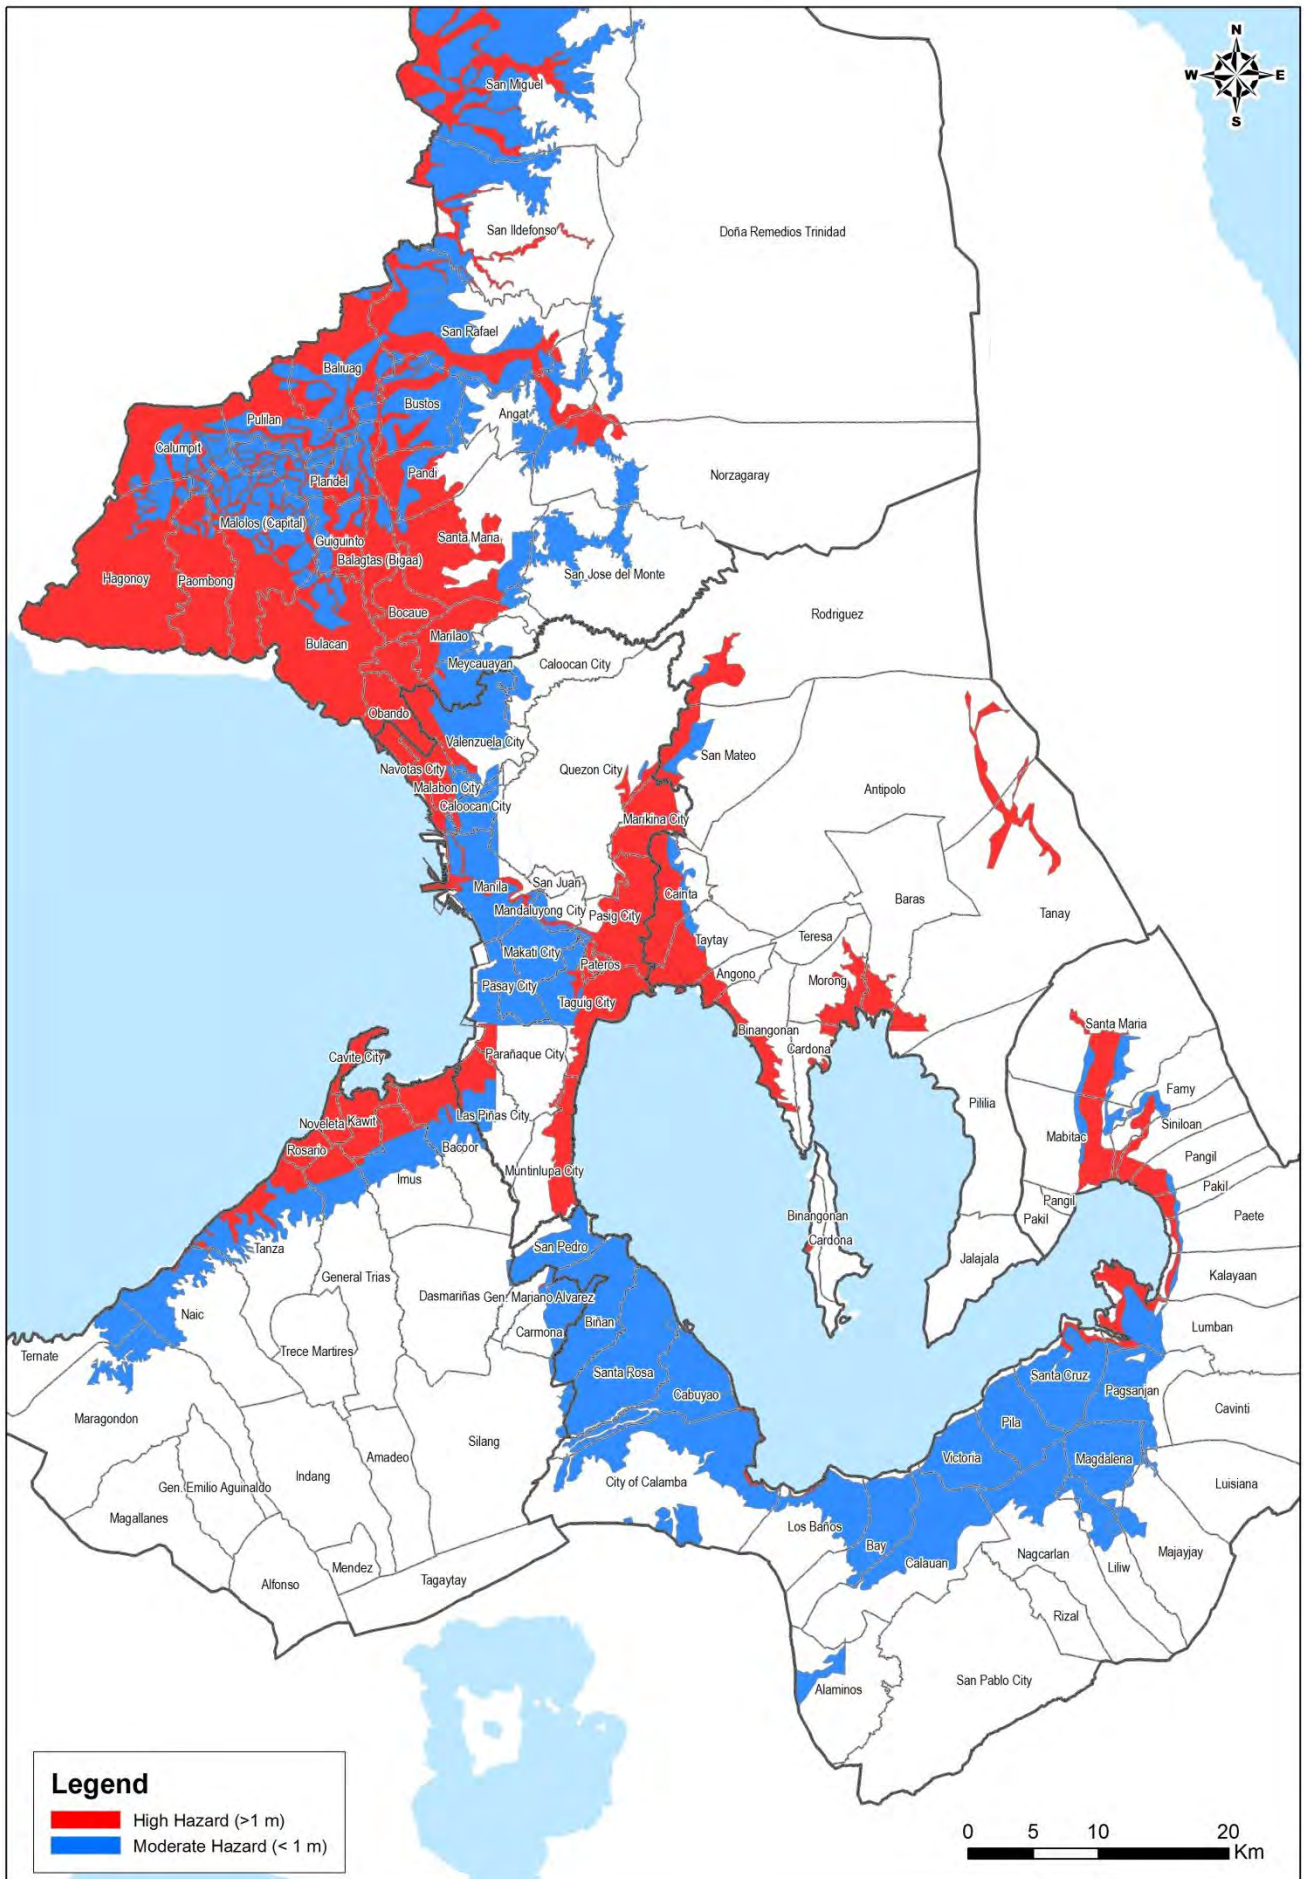 N
W
E
S
San Miguel
San Ildefonso
Doña Remedios Trinidad
San Rafael
Baliuag
Bustos
Angat
Pulilan
Calumpit
Pandi
Norzagaray
Plaridel
Malolos (Capital)
Guiguinto
Santa Maria
Balagtas (Bigaa)
San Jose del Monte
Hagonoy
Paombong
Bocaue
Rodriguez
Marilao
Bulacan
Meycauayan
Caloocan City
Obando
Valenzuela City
San Mateo
Navotas City
Quezon City
Malabon City
Antipolo
Caloocan City
Marikina City
San Juan
Manila
Cainta
Baras
Mandaluyong City
Pasig City
Tanay
Teresa
Taytay
Makati City
Pateros
Angono
Morong
Pasay City
Taguig City
Santa Maria
Binangonan
Cardona
Parañaque City
Cavite City
Famy
Pililia
Las Piñas City
Siniloan
Noveleta
Kawit
Mabitac
Bacoor
Rosario
Pangil
Muntinlupa City
Imus
Pakil
Pangil
Paete
Binangonan
Pakil
Cardona
San Pedro
Tanza
Jalajala
General Trias
Kalayaan
Dasmariñas
Gen. Mariano Alvarez
Naic
Biñan
Lumban
Carmona
Trece Martires
Ternate
Santa Rosa
Santa Cruz
Pagsanjan
Cabuyao
Cavinti
Maragondon
Pila
Silang
Victoria
Amadeo
Magdalena
Indang
City of Calamba
Luisiana
Gen. Emilio Aguinaldo
Magallanes
Los Baños
Bay
Nagcarlan
Majayjay
Calauan
Liliw
Mendez
Tagaytay
Alfonso
Rizal
San Pablo City
Alaminos
Legend
High Hazard (>1 m)
Moderate Hazard (< 1 m)
0 5 10 20
Km